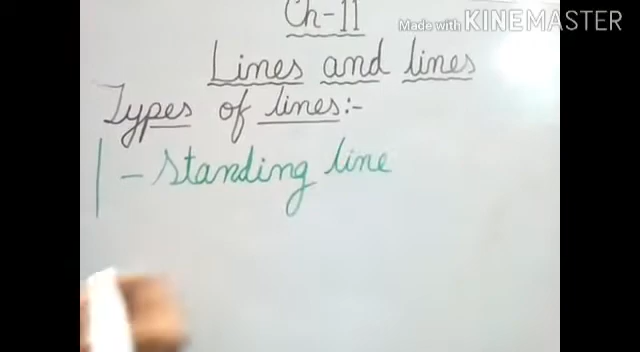 Ch-11
Made with KINEMASTER
Lines and lines
Types of lines:-
| - Standing line